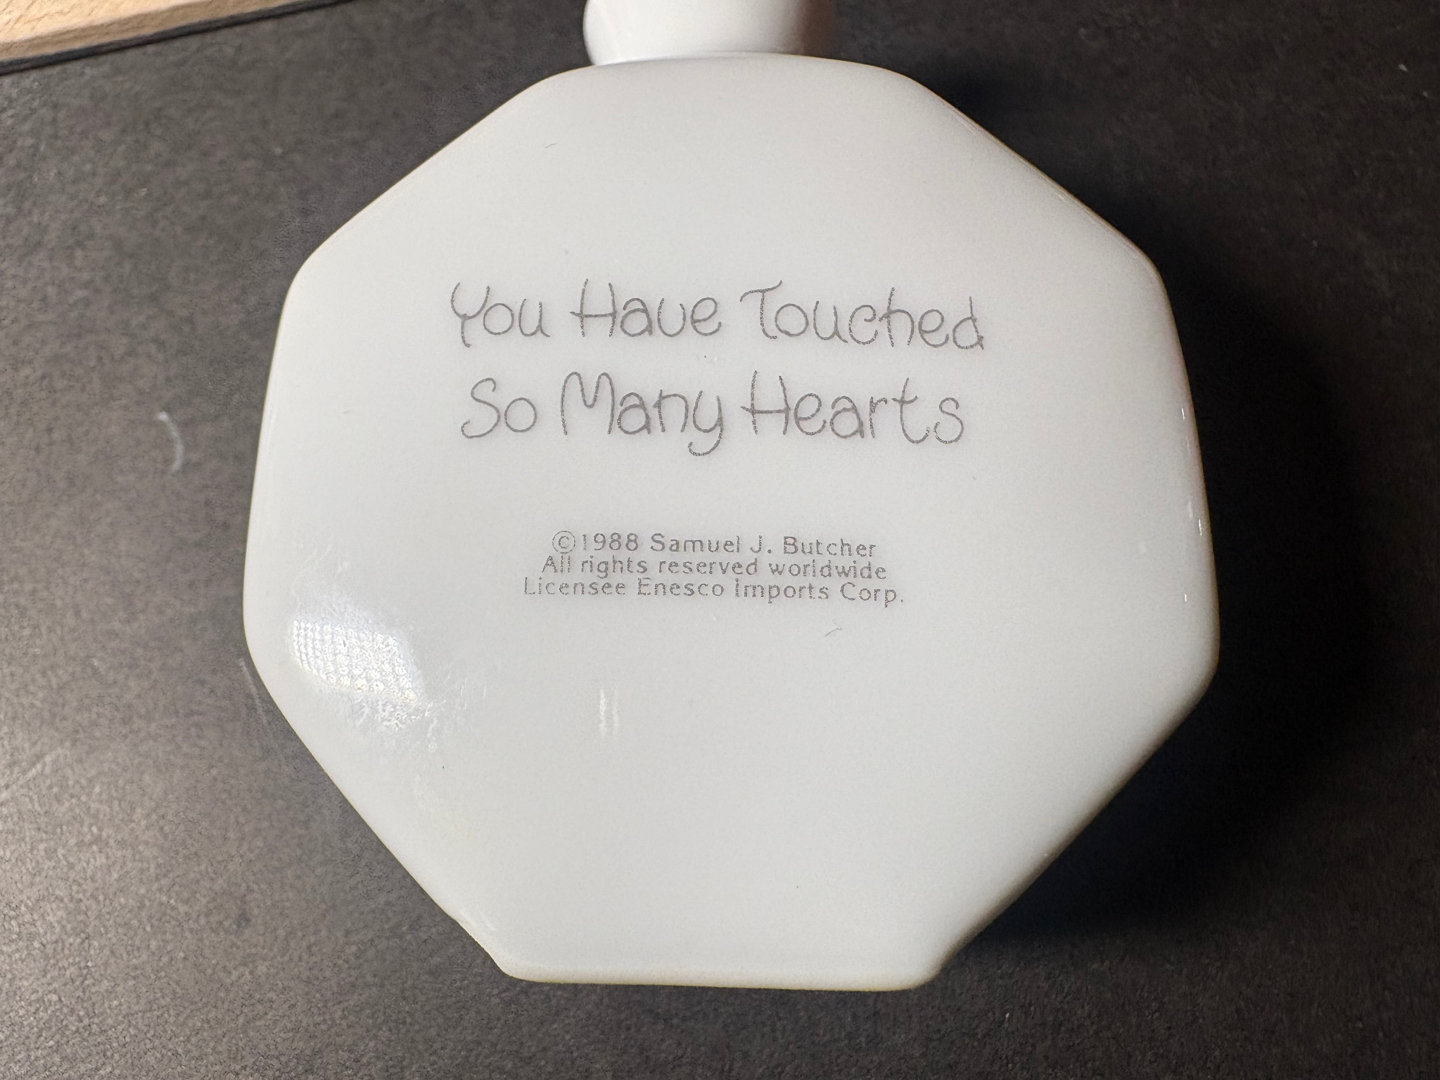 You Have Touched
So Many Hearts
©1988 Samuel J. Butcher
All rights reserved worldwide
Licensee Enesco Imports Corp.